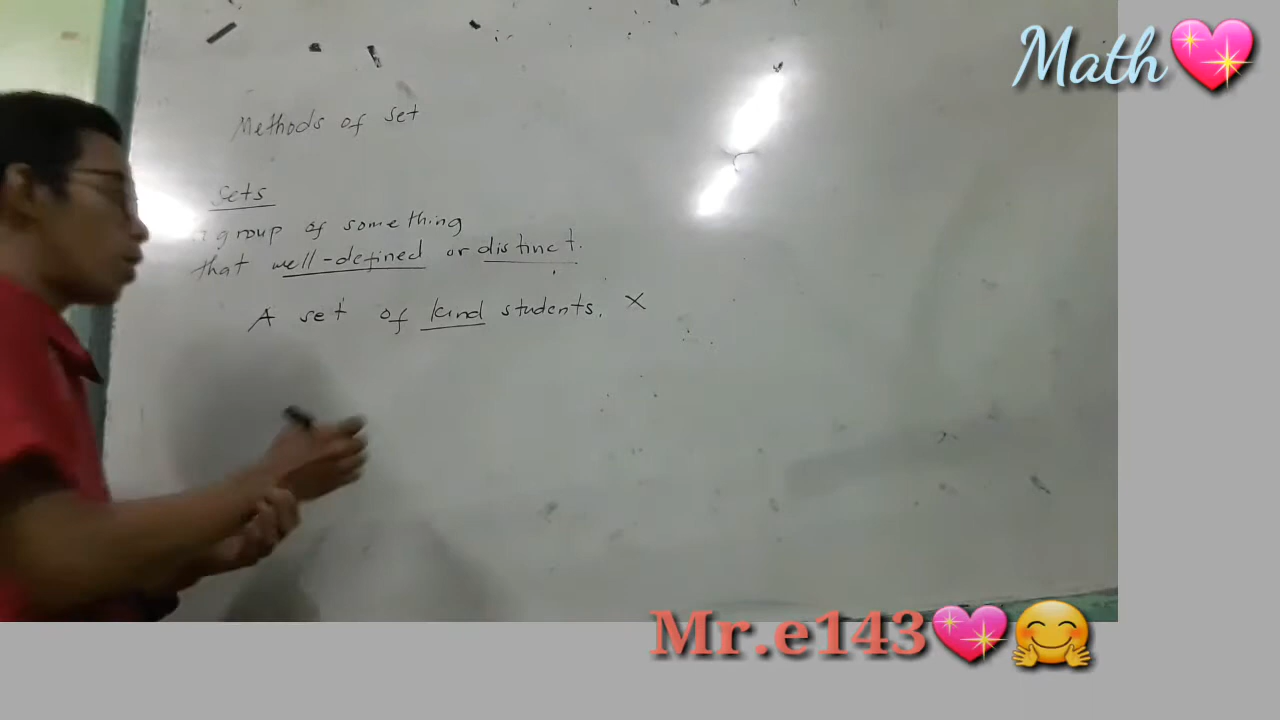 Math💖
Methods of set
Sets
a group of something
that well-defined or distinct.
A set of kind students. X
Mr.e143💖🤗